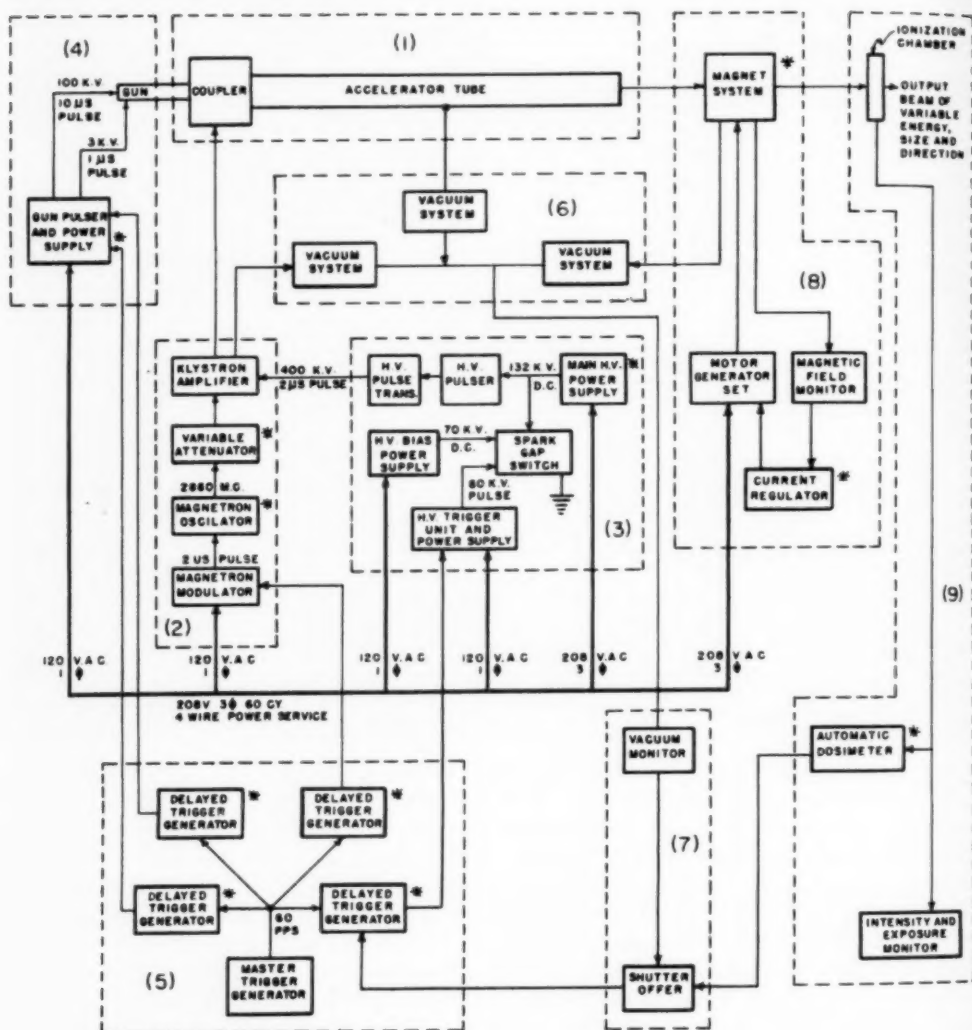 (4)
100 K.V.
10 μS
PULSE
GUN
3 K.V.
1 μS
PULSE
GUN PULSER
AND POWER
SUPPLY *
(1)
COUPLER
ACCELERATOR TUBE
MAGNET
SYSTEM
*
IONIZATION
CHAMBER
OUTPUT
BEAM OF
VARIABLE
ENERGY,
SIZE AND
DIRECTION
VACUUM
SYSTEM
(6)
VACUUM
SYSTEM
VACUUM
SYSTEM
(8)
KLYSTRON
AMPLIFIER
400 K.V.
2 μS PULSE
H.V.
PULSE
TRANS.
H.V.
PULSER
132 K.V.
D.C.
MAIN H.V. *
POWER
SUPPLY
MOTOR
GENERATOR
SET
MAGNETIC
FIELD
MONITOR
VARIABLE
ATTENUATOR
*
H.V. BIAS
POWER
SUPPLY
70 K.V.
D.C.
SPARK
GAP
SWITCH
80 K.V.
PULSE
CURRENT
REGULATOR
*
2860 M.C.
MAGNETRON
OSCILATOR
*
H.V. TRIGGER
UNIT AND
POWER SUPPLY
(3)
2 US PULSE
MAGNETRON
MODULATOR
(2)
(9)
120 V.A.C.
1 ϕ
120 V.A.C
1 ϕ
120 V.A.C
1 ϕ
120 V.A.C
1 ϕ
208 V.A.C
3 ϕ
208 V.A.C
3 ϕ
208V 3ϕ 60 CY
4 WIRE POWER SERVICE
VACUUM
MONITOR
AUTOMATIC
DOSIMETER
*
DELAYED
TRIGGER
GENERATOR
*
DELAYED
TRIGGER
GENERATOR
*
(7)
DELAYED
TRIGGER
GENERATOR
*
60
PPS
DELAYED
TRIGGER
GENERATOR
*
INTENSITY AND
EXPOSURE
MONITOR
(5)
MASTER
TRIGGER
GENERATOR
SHUTTER
OFFER